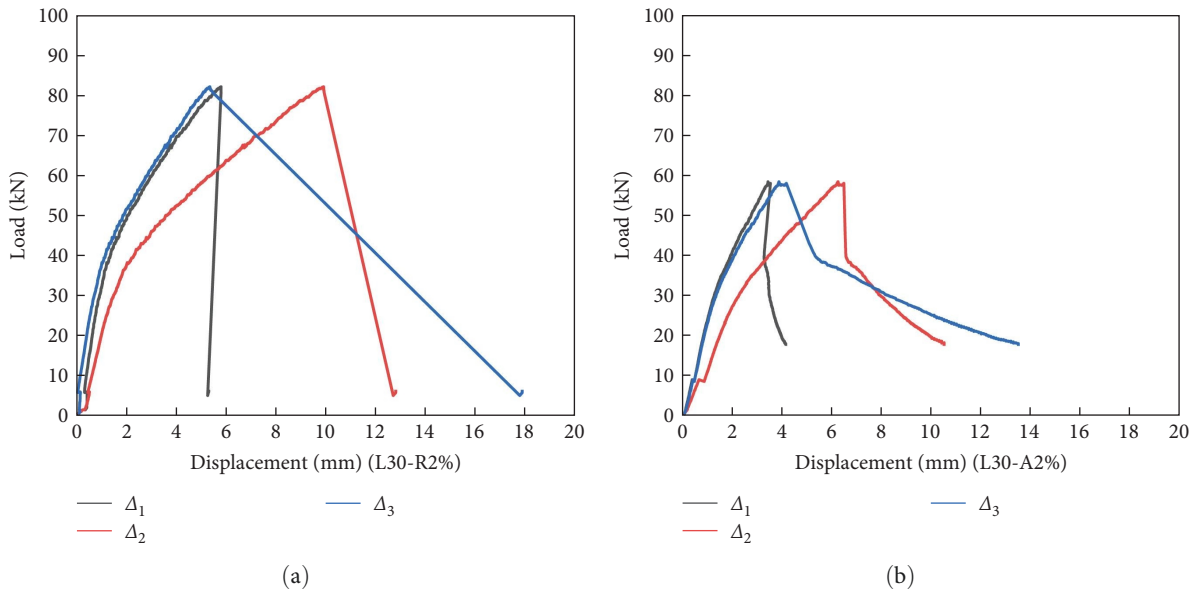 100
90
80
70
60
50
40
30
20
10
0
Load (kN)
0 2 4 6 8 10 12 14 16 18 20
Displacement (mm) (L30-R2%)
Δ1 Δ3
Δ2
(a)
100
90
80
70
60
50
40
30
20
10
0
Load (kN)
0 2 4 6 8 10 12 14 16 18 20
Displacement (mm) (L30-A2%)
Δ1 Δ3
Δ2
(b)